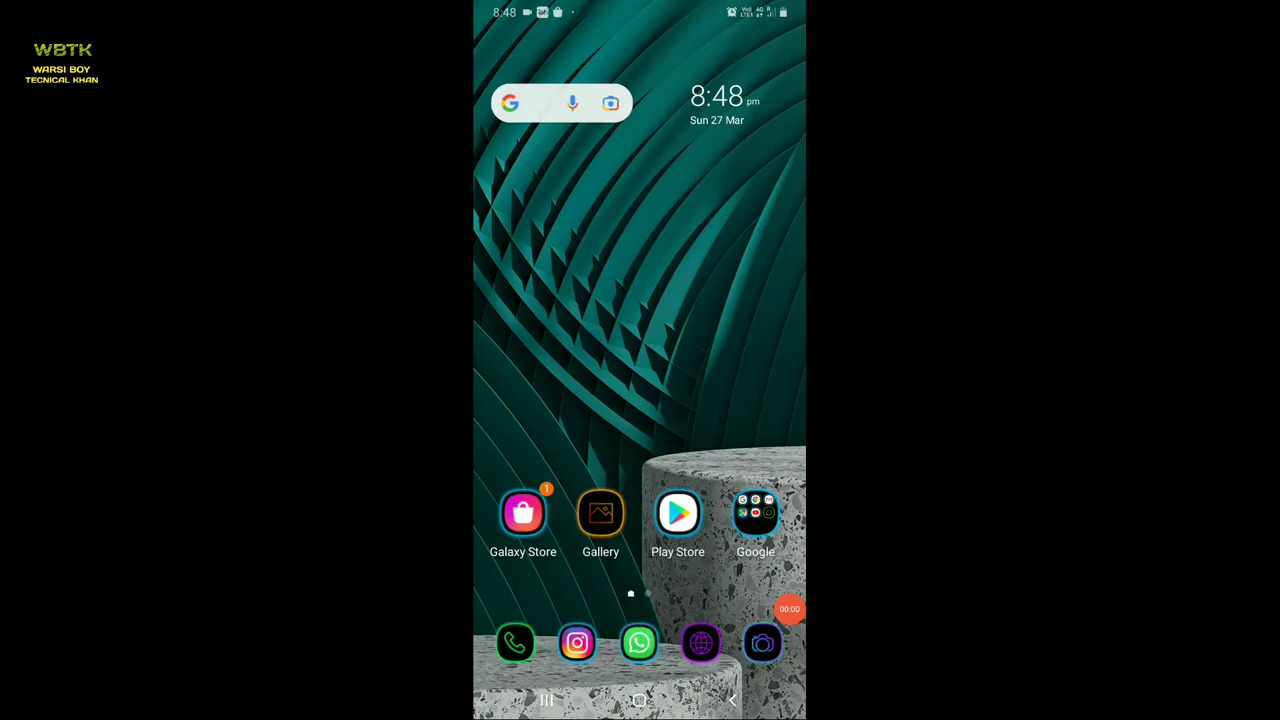 8:48
WBTK
WARSI BOY
TECNICAL KHAN
8:48 pm
Sun 27 Mar
1
Galaxy Store
Gallery
Play Store
Google
00:00